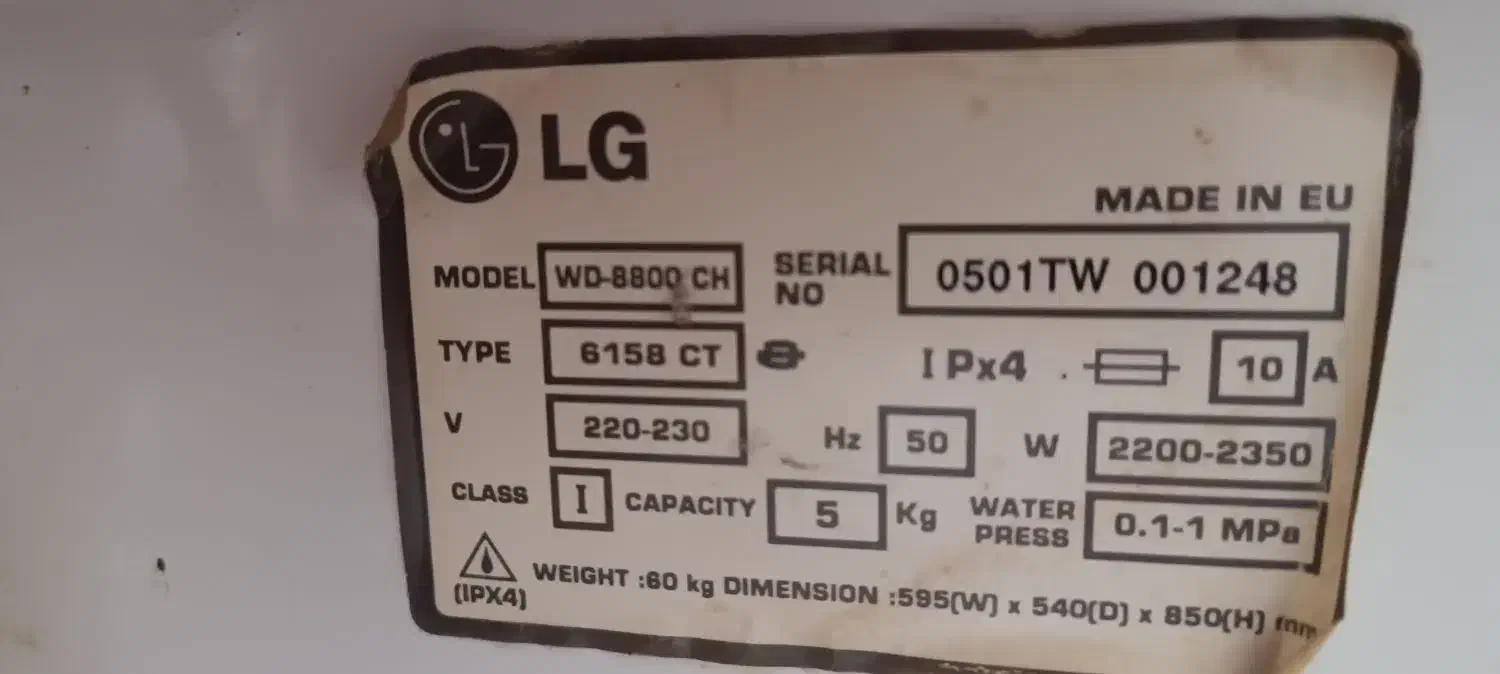 LG
MADE IN EU
MODEL WD-8800 CH SERIAL NO 0501TW 001248
TYPE 6158 CT IPx4 10 A
V 220-230 Hz 50 W 2200-2350
CLASS I CAPACITY 5 Kg WATER PRESS 0.1-1 MPa
(IPX4) WEIGHT :60 kg DIMENSION :595(W) x 540(D) x 850(H) mm